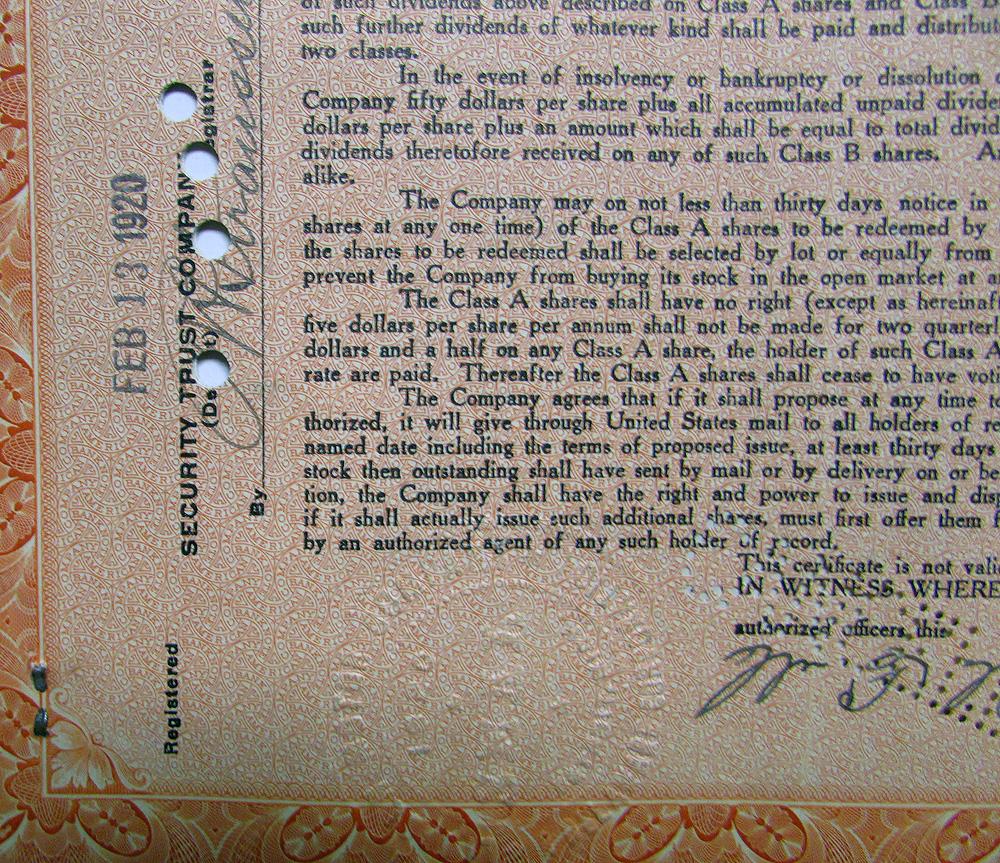 of such dividends above described on Class A shares and Class B
such further dividends of whatever kind shall be paid and distribut
two classes.
In the event of insolvency or bankruptcy or dissolution
Company fifty dollars per share plus all accumulated unpaid divide
dollars per share plus an amount which shall be equal to total divid
dividends theretofore received on any of such Class B shares. A
alike.
The Company may on not less than thirty days notice in
shares at any one time) of the Class A shares to be redeemed by
the shares to be redeemed shall be selected by lot or equally from
prevent the Company from buying its stock in the open market at a
The Class A shares shall have no right (except as hereinaf
five dollars per share per annum shall not be made for two quarterl
dollars and a half on any Class A share, the holder of such Class A
rate are paid. Thereafter the Class A shares shall cease to have voti
The Company agrees that if it shall propose at any time to
thorized, it will give through United States mail to all holders of re
named date including the terms of proposed issue, at least thirty days
stock then outstanding shall have sent by mail or by delivery on or be
tion, the Company shall have the right and power to issue and disp
if it shall actually issue such additional shares, must first offer them
by an authorized agent of any such holder of record.
This certificate is not vali
IN WITNESS WHERE
authorized officers, this
Wm
Registered
FEB 13 1920
SECURITY TRUST COMPANY
(De t)
egistrar
By